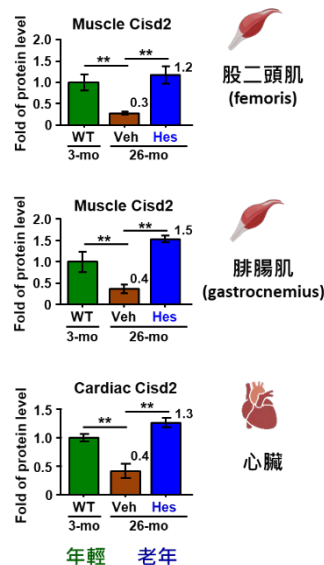 Muscle Cisd2
Fold of protein level
2.0
1.5
1.0
0.5
0
**
**
0.3
1.2
WT
Veh
Hes
3-mo
26-mo
股二頭肌
(femoris)
Muscle Cisd2
Fold of protein level
2.0
1.5
1.0
0.5
0
**
**
0.4
1.5
WT
Veh
Hes
3-mo
26-mo
腓腸肌
(gastrocnemius)
Cardiac Cisd2
Fold of protein level
1.5
1.0
0.5
0
**
**
0.4
1.3
WT
Veh
Hes
3-mo
26-mo
心臟
年輕
老年